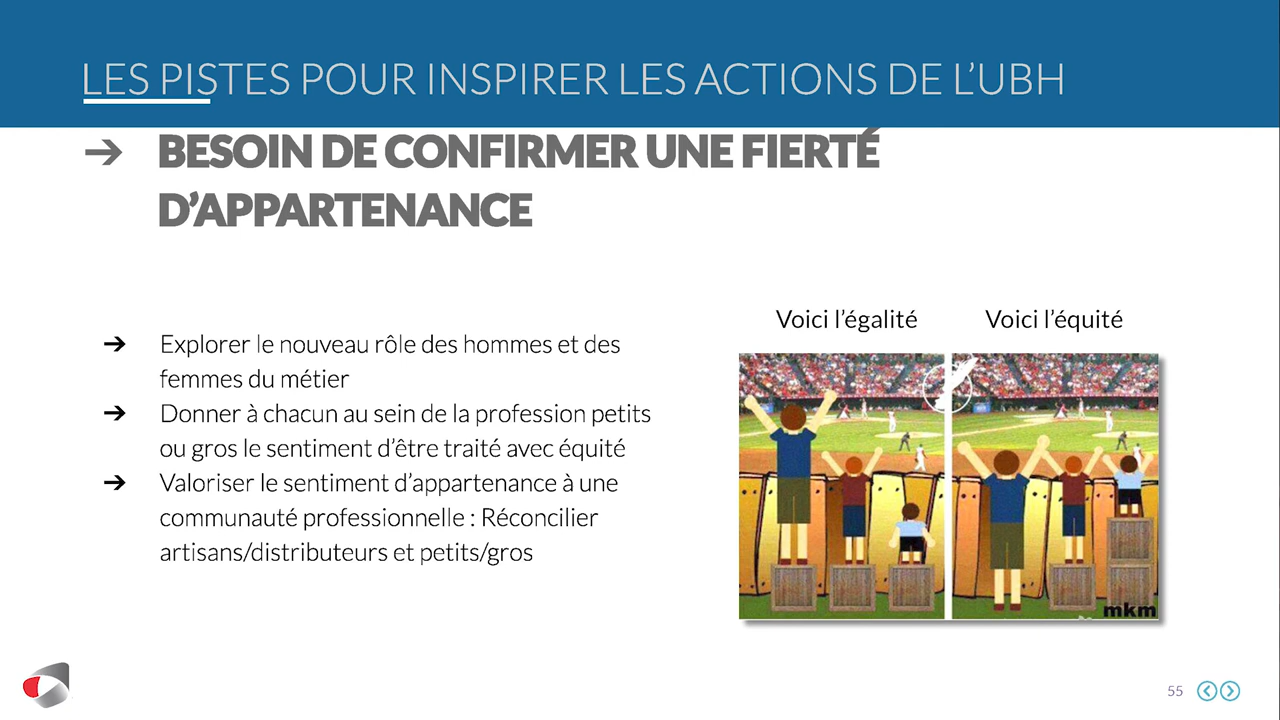 LES PISTES POUR INSPIRER LES ACTIONS DE L’UBH
➔ BESOIN DE CONFIRMER UNE FIERTÉ
D’APPARTENANCE
➔ Explorer le nouveau rôle des hommes et des
femmes du métier
➔ Donner à chacun au sein de la profession petits
ou gros le sentiment d’être traité avec équité
➔ Valoriser le sentiment d’appartenance à une
communauté professionnelle : Réconcilier
artisans/distributeurs et petits/gros
Voici l’égalité
Voici l’équité
mkm
55